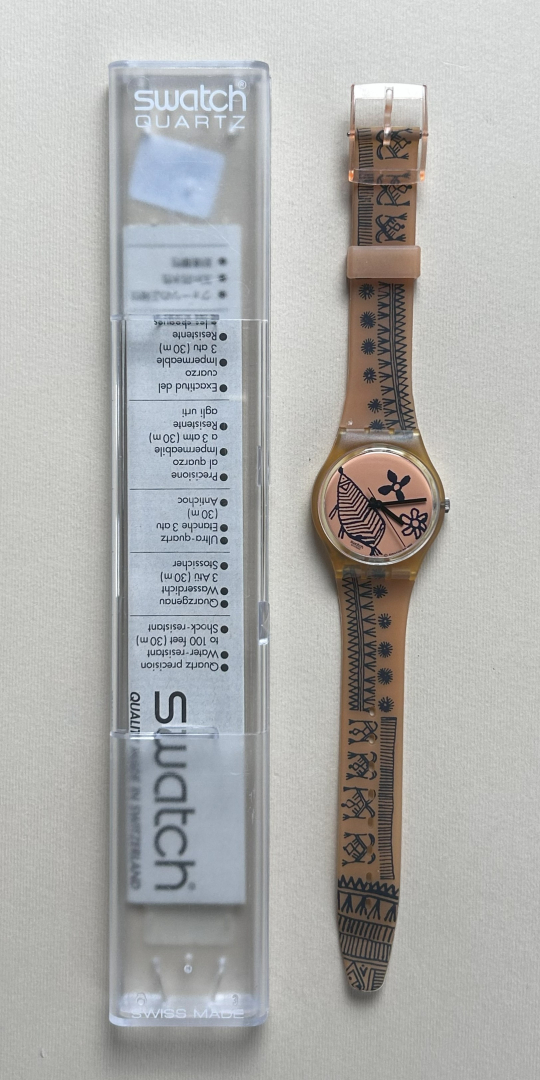 swatch®
QUARTZ
swatch®
QUALITY MADE IN SWITZERLAND
● Quartz precision
● Water-resistant
to 100 feet (30 m)
● Shock-resistant
● Quartzgenau
● Wasserdicht
3 Atü (30 m)
● Stossicher
● Ultra-quartz
● Etanche 3 atu
(30 m)
● Antichoc
● Precisione
al quarzo
● Impermeabile
a 3 atm (30 m)
● Resistente
agli urti
● Exactitud del
cuarzo
● Impermeable
3 atu (30 m)
● Resistente
SWISS MADE